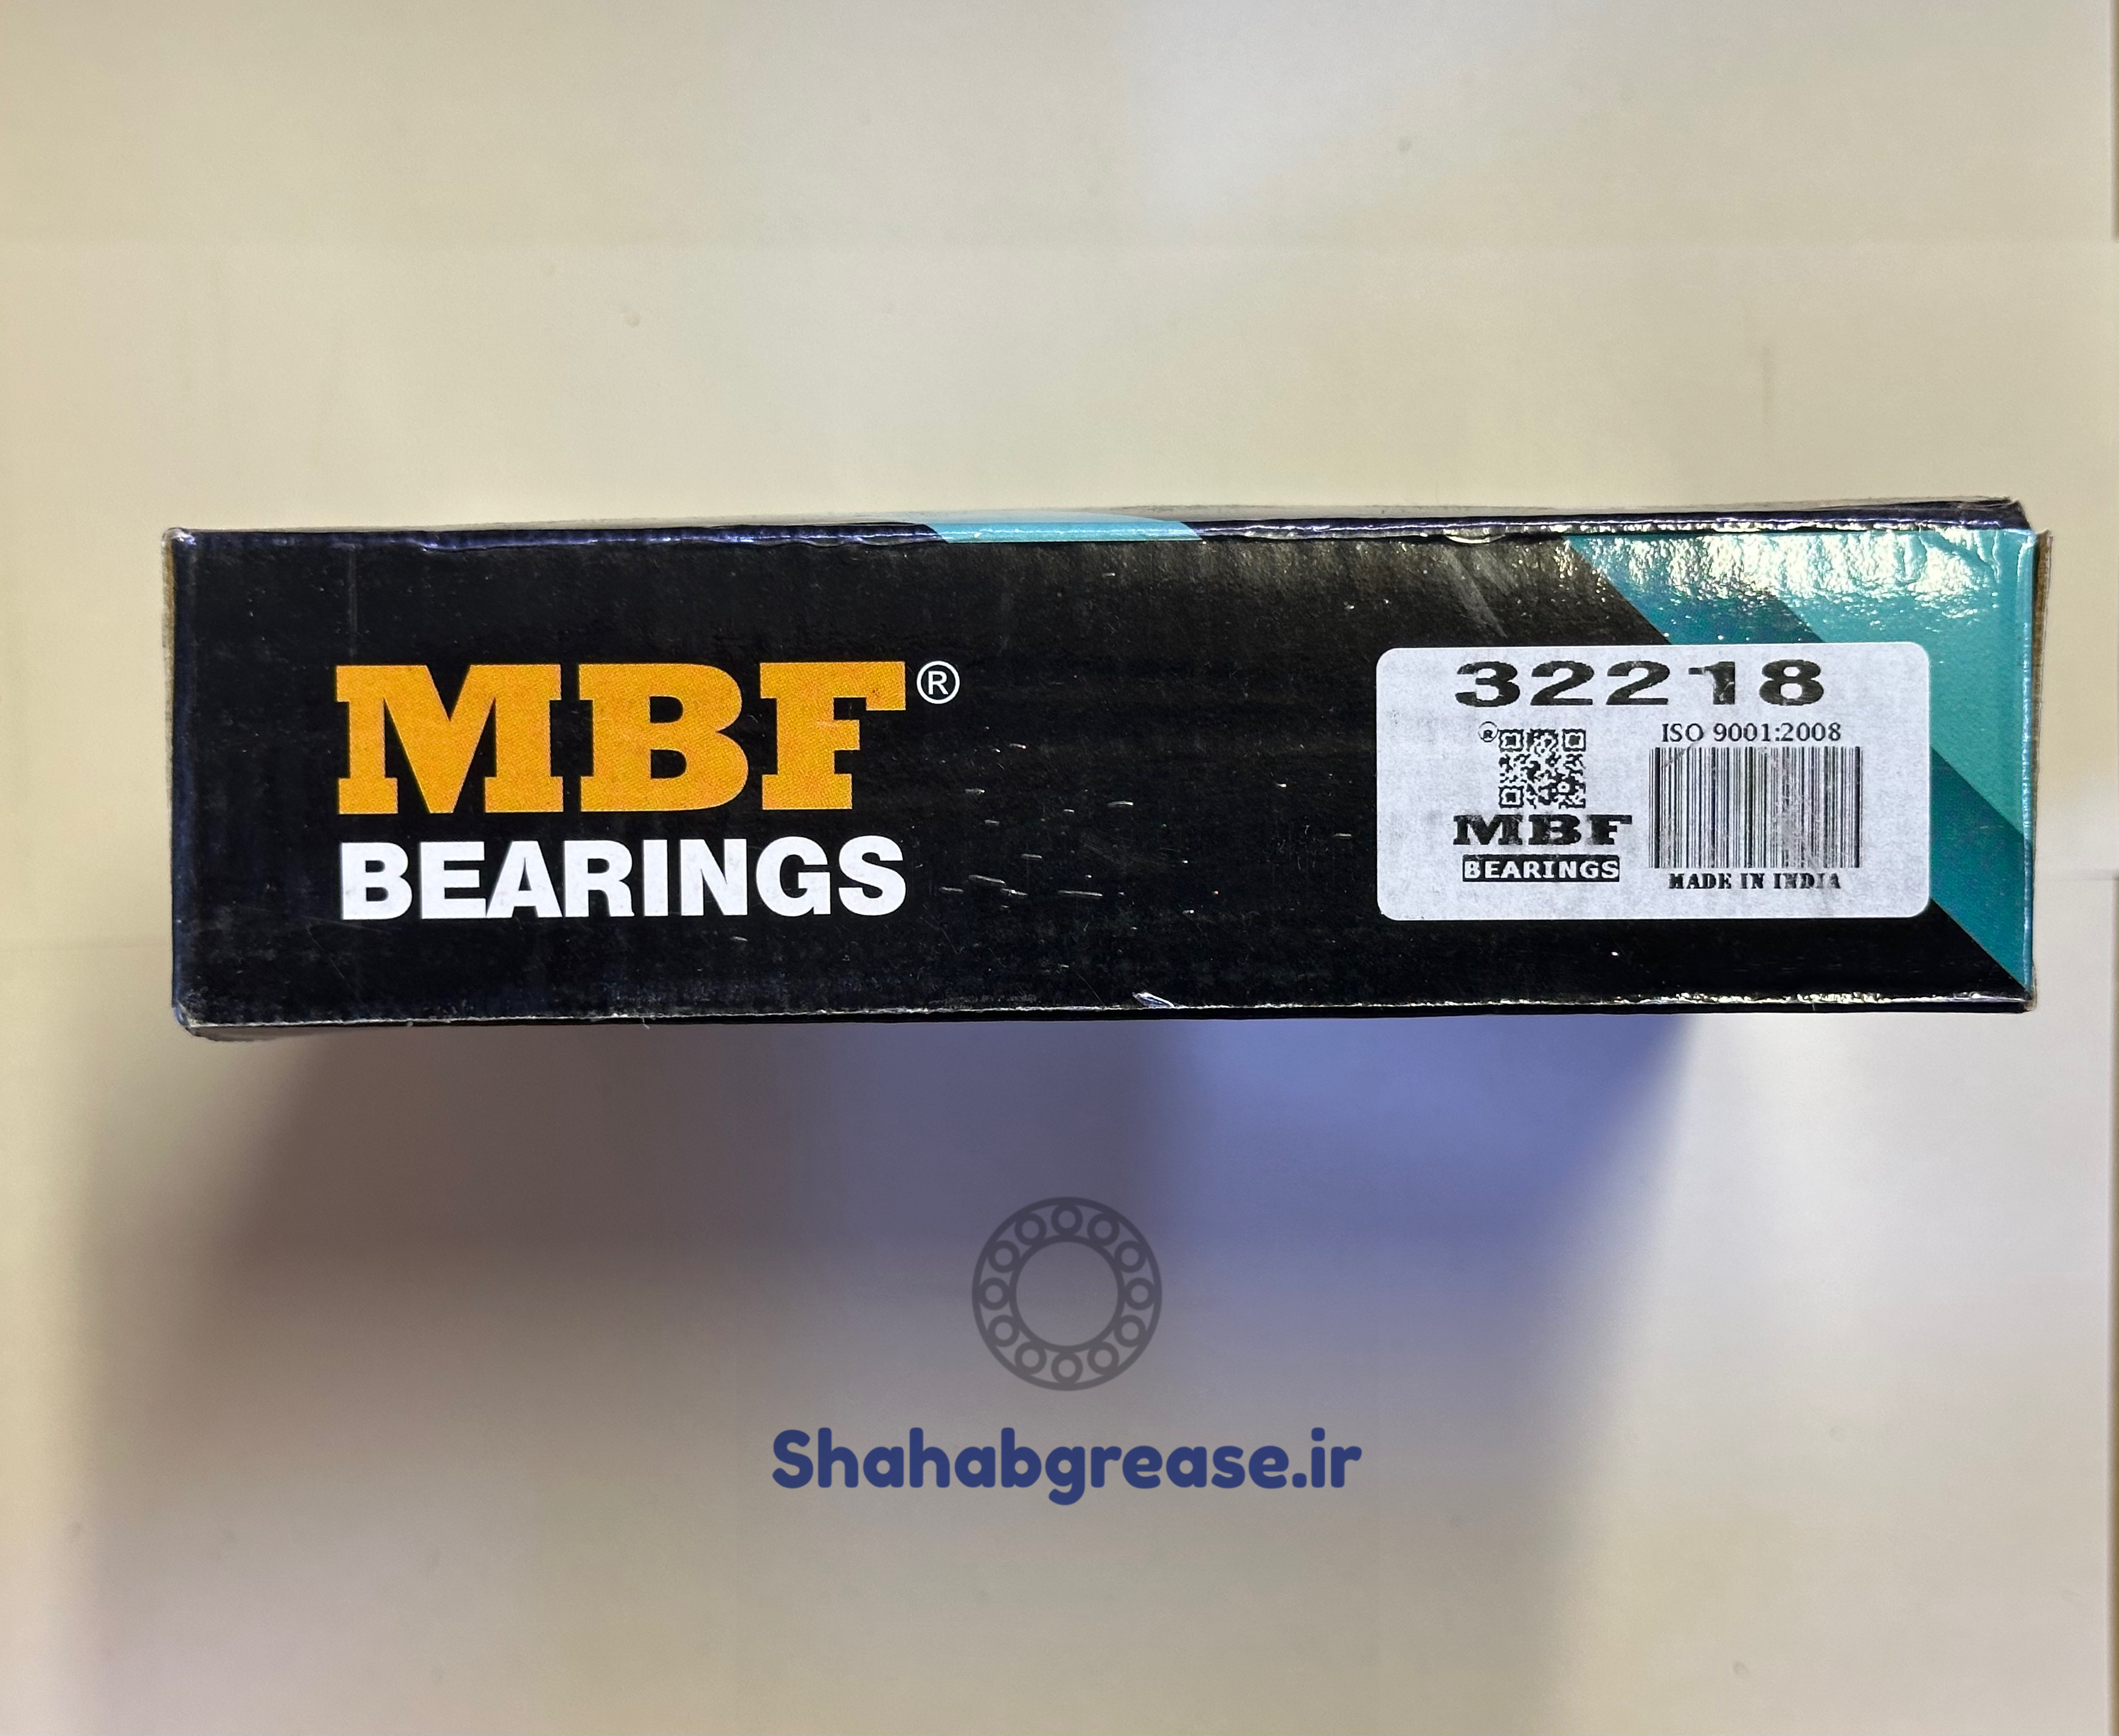 MBF®
BEARINGS
32218
®
MBF
BEARINGS
ISO 9001:2008
MADE IN INDIA
Shahabgrease.ir